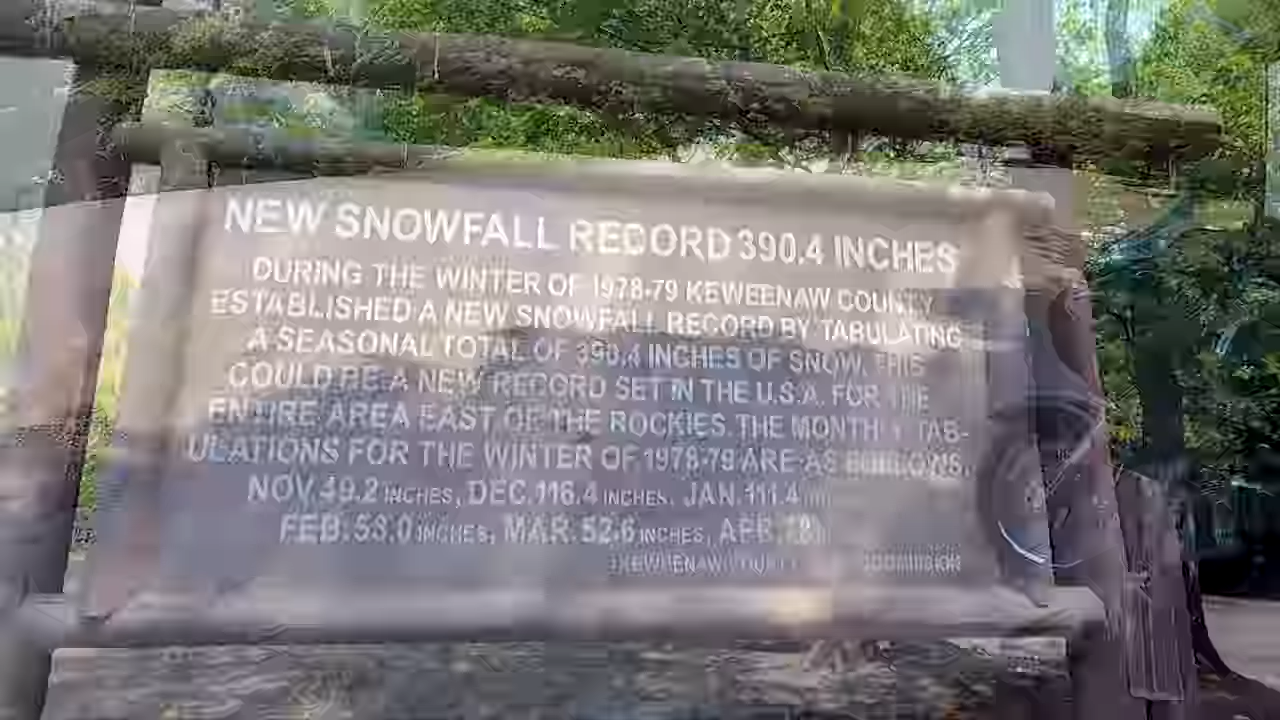 NEW SNOWFALL RECORD 390.4 INCHES
DURING THE WINTER OF 1978-79 KEWEENAW COUNTY
ESTABLISHED A NEW SNOWFALL RECORD BY TABULATING
A SEASONAL TOTAL OF 390.4 INCHES OF SNOW. THIS
COULD BE A NEW RECORD SET IN THE U.S.A. FOR THE
ENTIRE AREA EAST OF THE ROCKIES. THE MONTHLY TAB-
ULATIONS FOR THE WINTER OF 1978-79 ARE AS FOLLOWS.
NOV. 49.2 INCHES, DEC. 116.4 INCHES, JAN. 111.4
FEB. 53.0 INCHES, MAR. 52.6 INCHES, APR.
KEWEENAW COMMISSION